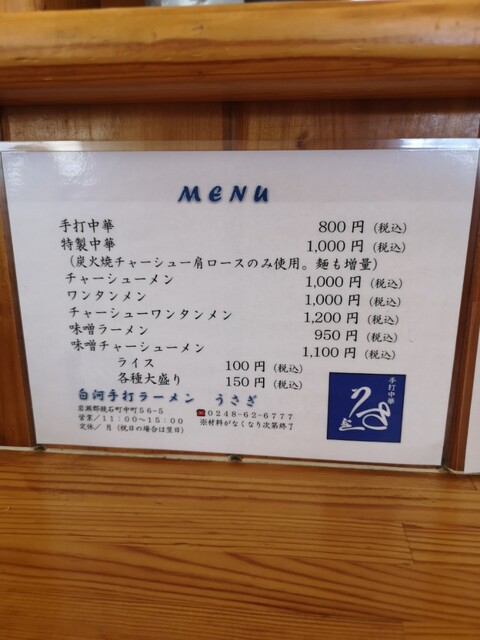 MENU
手打中華 800円(税込)
特製中華 1,000円(税込)
(炭火焼チャーシュー肩ロースのみ使用。麺も増量)
チャーシューメン 1,000円(税込)
ワンタンメン 1,000円(税込)
チャーシューワンタンメン 1,200円(税込)
味噌ラーメン 950円(税込)
味噌チャーシューメン 1,100円(税込)
ライス 100円(税込)
各種大盛り 150円(税込)
白河手打ラーメン うさぎ
岩瀬郡鏡石町中町56-5
営業/11:00~15:00 ☎0248-62-6777
定休/月(祝日の場合は翌日) ※材料がなくなり次第終了
手打中華